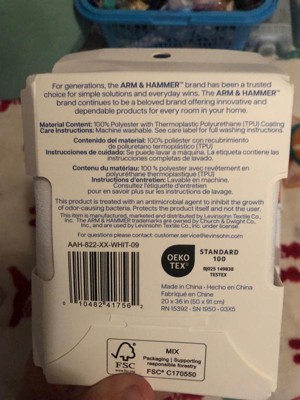 For generations, the ARM & HAMMER™ brand has been a trusted
choice for simple solutions and everyday wins. The ARM & HAMMER™
brand continues to be a beloved brand offering innovative and
dependable products for every room in your home.
Material Content: 100% Polyester with Thermoplastic Polyurethane (TPU) Coating
Care Instructions: Machine washable. See care label for full washing instructions.
Contenido del material: 100% poliéster con recubrimiento
de poliuretano termoplástico (TPU)
Instrucciones de cuidado: Se puede lavar a máquina. La etiqueta contiene las
instrucciones completas de lavado.
Contenu du matériau: 100 % polyester avec revêtement en
polyuréthane thermoplastique (TPU)
Consultez l'étiquette d'entretien
pour en savoir plus sur les instructions de lavage.
This product is treated with an antimicrobial agent to inhibit the growth
of odor-causing bacteria. Protects the product itself and not the user.
This item is manufactured, marketed and distributed by Levinsohn Textile Co.,
Inc. The ARM & HAMMER trademarks are owned by Church & Dwight Co.,
Inc. and are used by Levinsohn Textile Co., Inc. under license.
For questions please contact: customer.service@levinsohn.com
AAH-822-XX-WHIT-09
5 10482 41756 2
OEKO
TEX®
STANDARD
100
TESTEX
Made in China • Hecho en China
Fabriqué en Chine
20 x 36 in (50 x 91 cm)
RN 15392 - SN 1950 - 03X5
FSC
www.fsc.org
MIX
Packaging | Supporting
responsible forestry
FSC® C170550